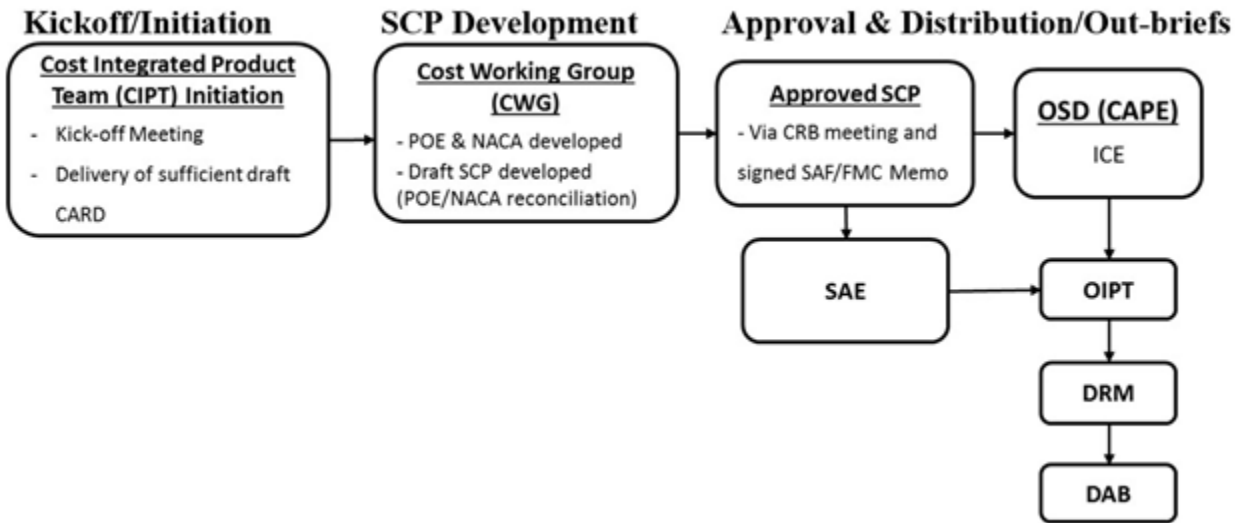 Kickoff/Initiation
SCP Development
Approval & Distribution/Out-briefs
Cost Integrated Product
Team (CIPT) Initiation
- Kick-off Meeting
- Delivery of sufficient draft
CARD
Cost Working Group
(CWG)
- POE & NACA developed
- Draft SCP developed
(POE/NACA reconciliation)
Approved SCP
- Via CRB meeting and
signed SAF/FMC Memo
OSD (CAPE)
ICE
SAE
OIPT
DRM
DAB